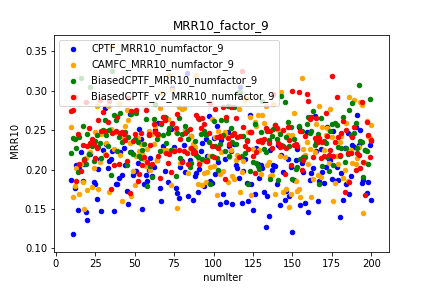 MRR10_factor_9
CPTF_MRR10_numfactor_9
CAMFC_MRR10_numfactor_9
BiasedCPTF_MRR10_numfactor_9
BiasedCPTF_v2_MRR10_numfactor_9
MRR10
0.35
0.30
0.25
0.20
0.15
0.10
0 25 50 75 100 125 150 175 200
numIter